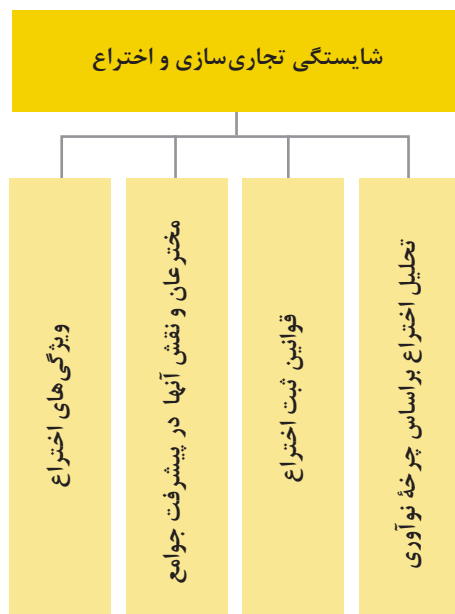 شایستگی تجاری‌سازی و اختراع
تحلیل اختراع براساس چرخهٔ نوآوری
قوانین ثبت اختراع
مخترعان و نقش آنها در پیشرفت جوامع
ویژگی‌های اختراع